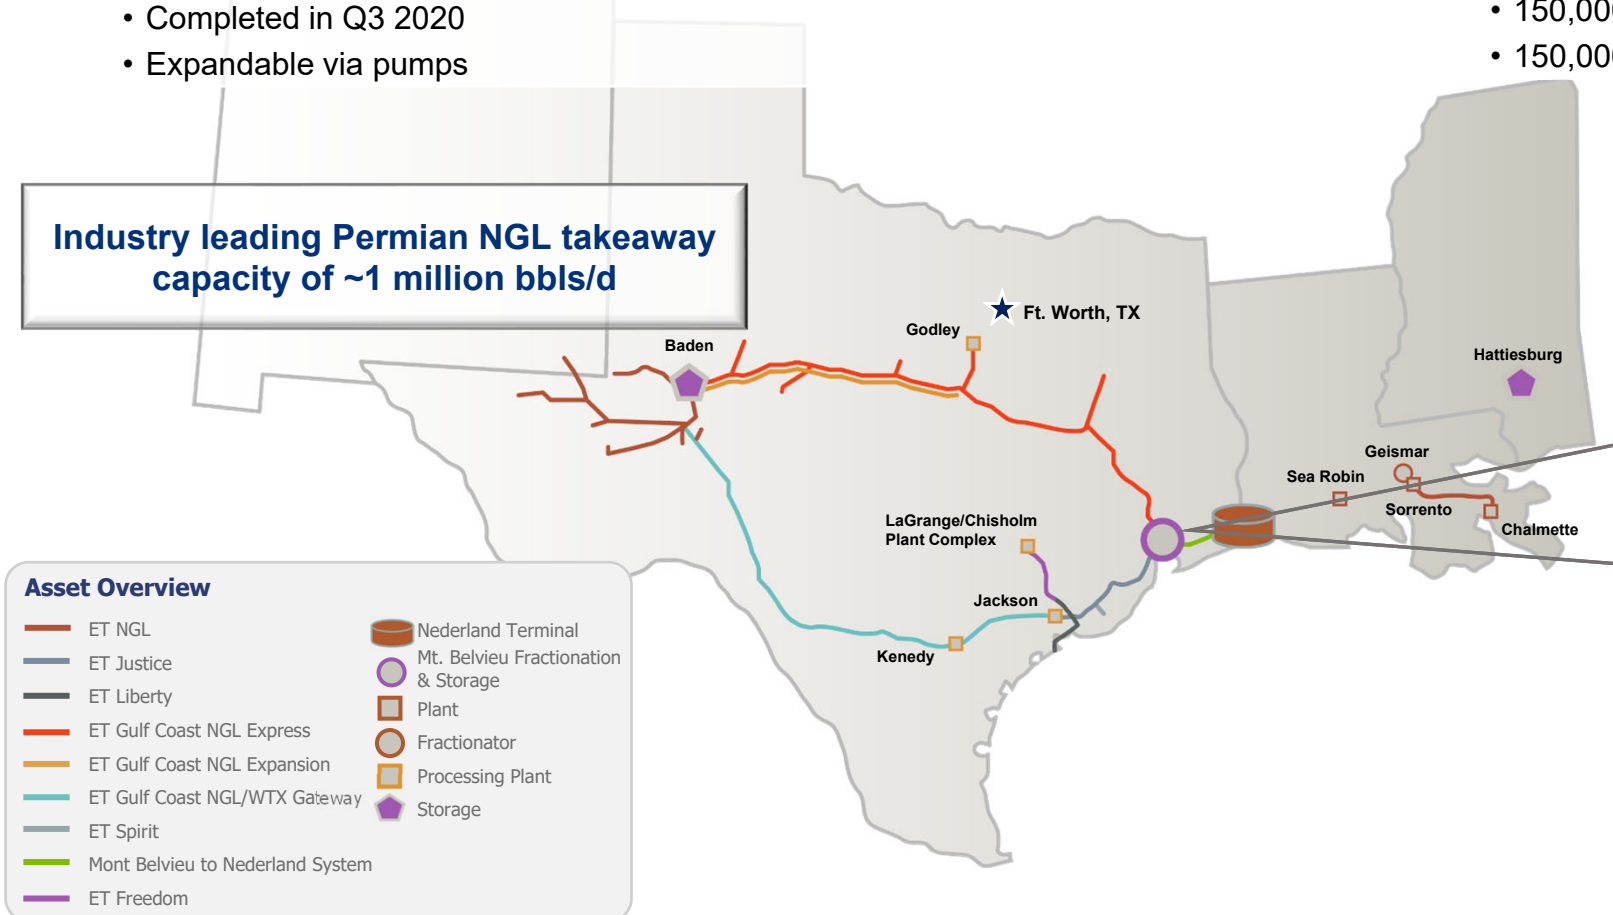 • Completed in Q3 2020
• Expandable via pumps
• 150,000
• 150,000
Industry leading Permian NGL takeaway
capacity of ~1 million bbls/d
Ft. Worth, TX
Godley
Baden
Hattiesburg
Geismar
Sea Robin
Sorrento
Chalmette
LaGrange/Chisholm
Plant Complex
Jackson
Kenedy
Asset Overview
ET NGL
ET Justice
ET Liberty
ET Gulf Coast NGL Express
ET Gulf Coast NGL Expansion
ET Gulf Coast NGL/WTX Gateway
ET Spirit
Mont Belvieu to Nederland System
ET Freedom
Nederland Terminal
Mt. Belvieu Fractionation
& Storage
Plant
Fractionator
Processing Plant
Storage